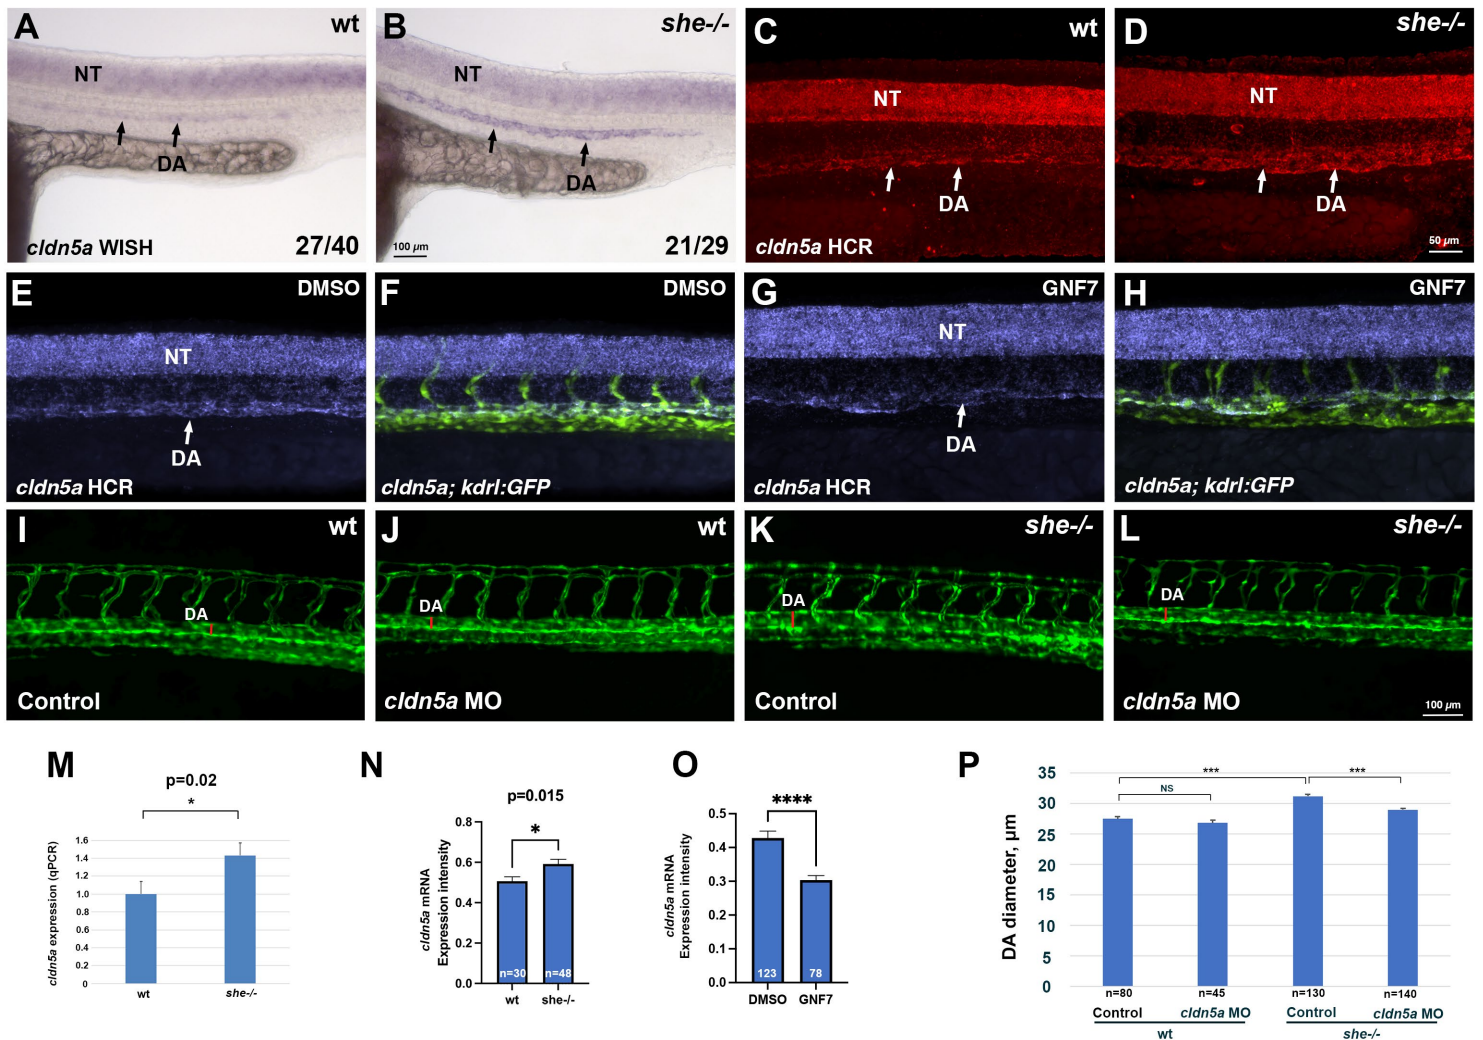 A
wt
NT
DA
cldn5a WISH
27/40
B
she-/-
NT
DA
100 µm
21/29
C
wt
NT
DA
cldn5a HCR
D
she-/-
NT
DA
50 µm
E
DMSO
NT
DA
cldn5a HCR
F
DMSO
cldn5a; kdrl:GFP
G
GNF7
NT
DA
cldn5a HCR
H
GNF7
cldn5a; kdrl:GFP
I
wt
DA
Control
J
wt
DA
cldn5a MO
K
she-/-
DA
Control
L
she-/-
DA
cldn5a MO
100 µm
M
p=0.02
*
cldn5a expression (qPCR)
1.6
1.4
1.2
1.0
0.8
0.6
0.4
0.2
0
wt
she-/-
N
p=0.015
*
cldn5a mRNA
Expression intensity
0.8
0.6
0.4
0.2
0.0
n=30
n=48
wt
she-/-
O
****
cldn5a mRNA
Expression intensity
0.5
0.4
0.3
0.2
0.1
0.0
123
78
DMSO
GNF7
P
DA diameter, µm
35
30
25
20
15
10
5
0
***
***
NS
n=80
n=45
n=130
n=140
Control
cldn5a MO
Control
cldn5a MO
wt
she-/-